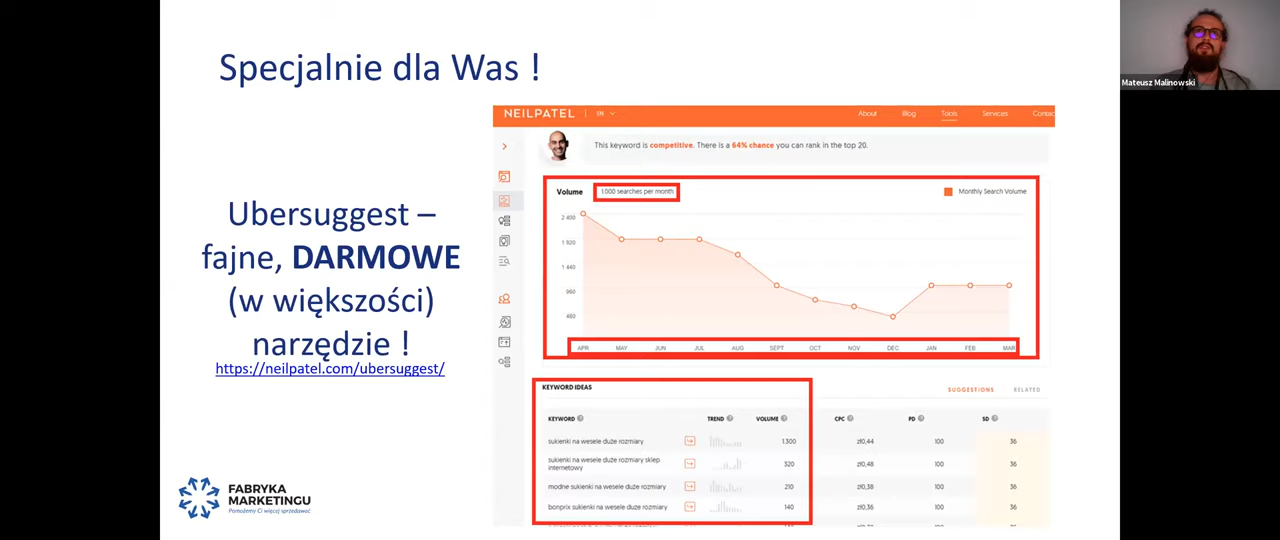 Specjalnie dla Was !
Mateusz Malinowski
Ubersuggest –
fajne, DARMOWE
(w większości)
narzędzie !
https://neilpatel.com/ubersuggest/
FABRYKA
MARKETINGU
Pomożemy Ci więcej sprzedawać
NEILPATEL EN About Blog Tools Services Contac
This keyword is competitive. There is a 64% chance you can rank in the top 20.
Volume 1000 searches per month Monthly Search Volume
2 400
1 920
1 440
960
480
APR MAY JUN JUL AUG SEPT OCT NOV DEC JAN FEB MAR
KEYWORD IDEAS SUGGESTIONS RELATED
KEYWORD TREND VOLUME CPC PD SD
sukienki na wesele duże rozmiary 1.300 zł0,44 100 36
sukienki na wesele duże rozmiary sklep
internetowy 320 zł0,48 100 36
modne sukienki na wesele duże rozmiary 210 zł0,38 100 36
bonprix sukienki na wesele duże rozmiary 140 zł0,36 100 36